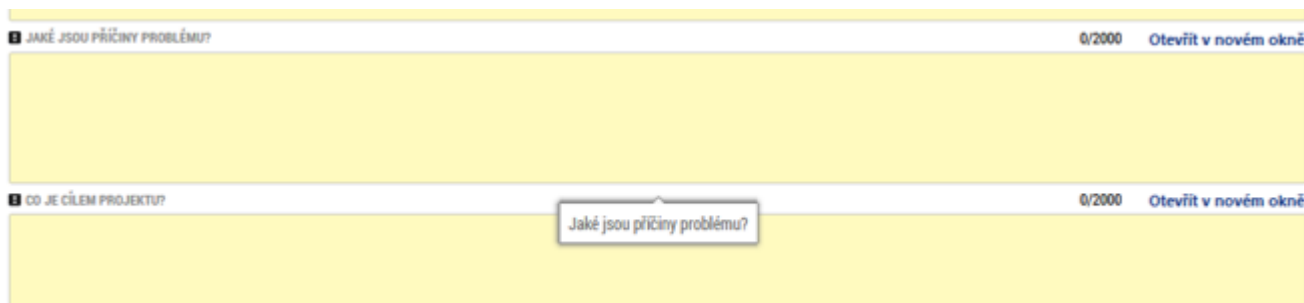 JAKÉ JSOU PŘÍČINY PROBLÉMU? 0/2000 Otevřít v novém okně
CO JE CÍLEM PROJEKTU? 0/2000 Otevřít v novém okně
Jaké jsou příčiny problému?